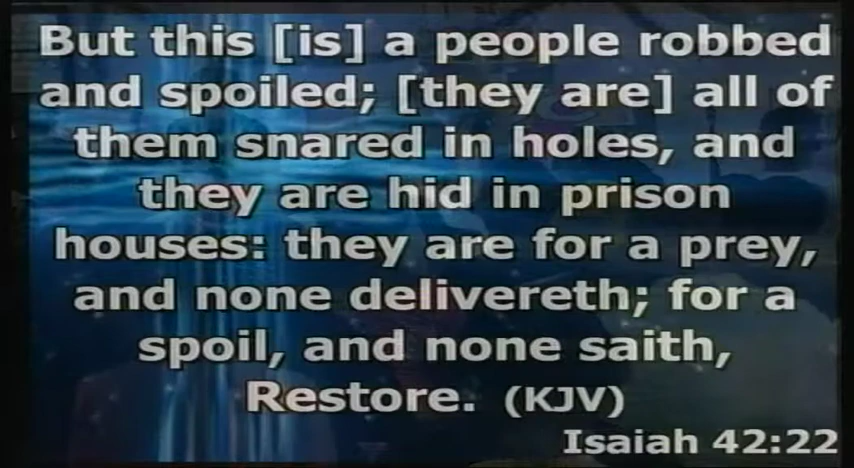 But this [is] a people robbed
and spoiled; [they are] all of
them snared in holes, and
they are hid in prison
houses: they are for a prey,
and none delivereth; for a
spoil, and none saith,
Restore. (KJV)
Isaiah 42:22